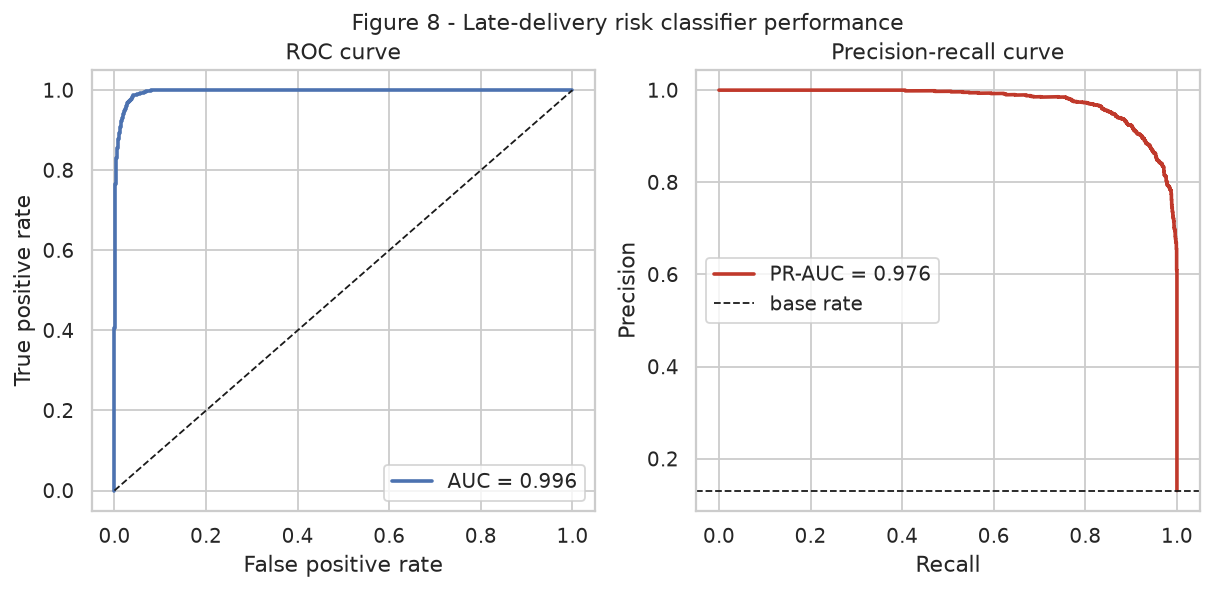 Figure 8 - Late-delivery risk classifier performance
ROC curve
True positive rate
1.0
0.8
0.6
0.4
0.2
0.0
AUC = 0.996
0.0 0.2 0.4 0.6 0.8 1.0
False positive rate
Precision-recall curve
Precision
1.0
0.8
0.6
0.4
0.2
PR-AUC = 0.976
base rate
0.0 0.2 0.4 0.6 0.8 1.0
Recall